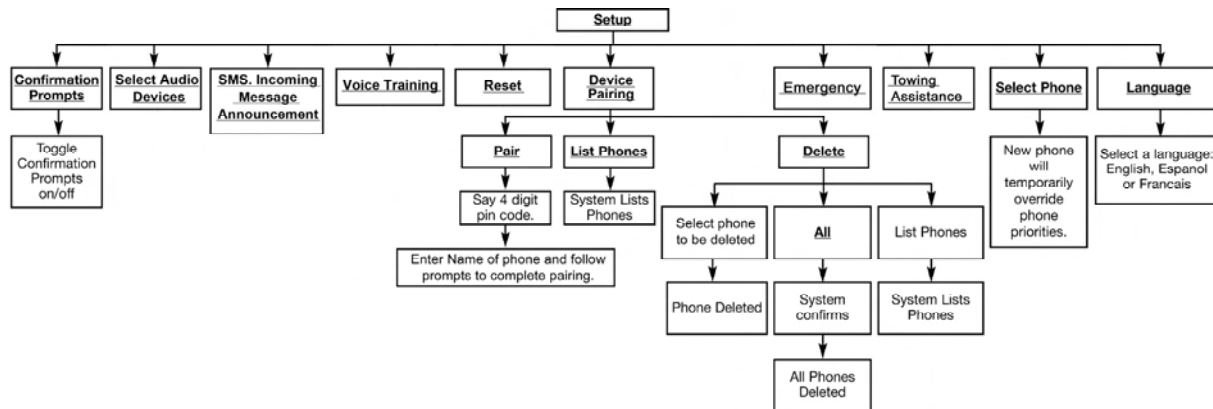 Setup
Confirmation
Prompts
Select Audio
Devices
SMS. Incoming
Message
Announcement
Voice Training
Reset
Device
Pairing
Emergency
Towing
Assistance
Select Phone
Language
Toggle
Confirmation
Prompts
on/off
Pair
List Phones
Delete
New phone
will
temporarily
override
phone
priorities.
Select a language:
English, Espanol
or Francais
Say 4 digit
pin code.
System Lists
Phones
Select phone
to be deleted
All
List Phones
Enter Name of phone and follow
prompts to complete pairing.
Phone Deleted
System
confirms
System Lists
Phones
All Phones
Deleted